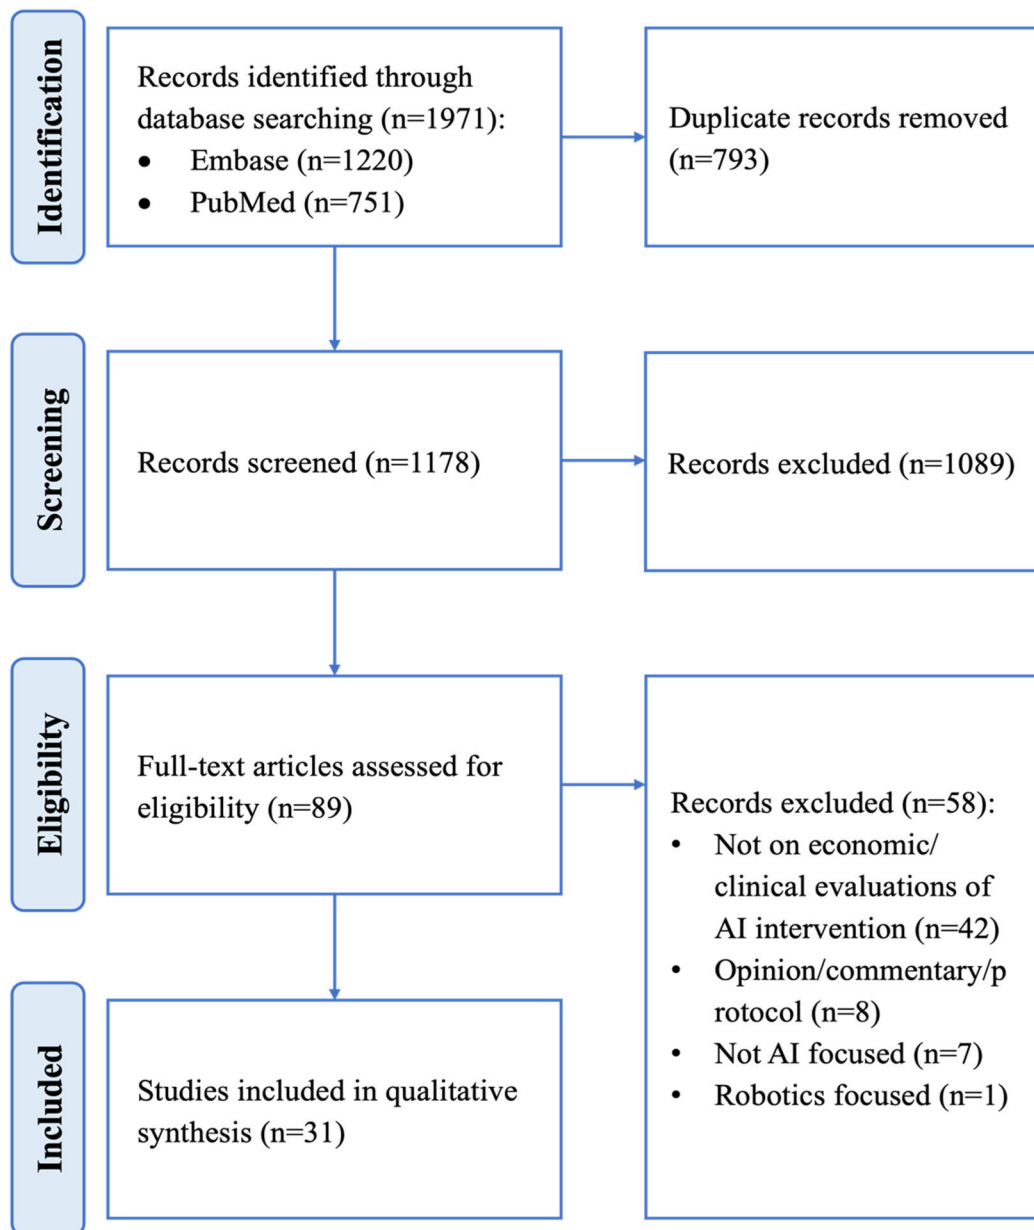 Identification
Records identified through
database searching (n=1971):
• Embase (n=1220)
• PubMed (n=751)
Duplicate records removed
(n=793)
Screening
Records screened (n=1178)
Records excluded (n=1089)
Eligibility
Full-text articles assessed for
eligibility (n=89)
Records excluded (n=58):
• Not on economic/
clinical evaluations of
AI intervention (n=42)
• Opinion/commentary/p
rotocol (n=8)
• Not AI focused (n=7)
• Robotics focused (n=1)
Included
Studies included in qualitative
synthesis (n=31)